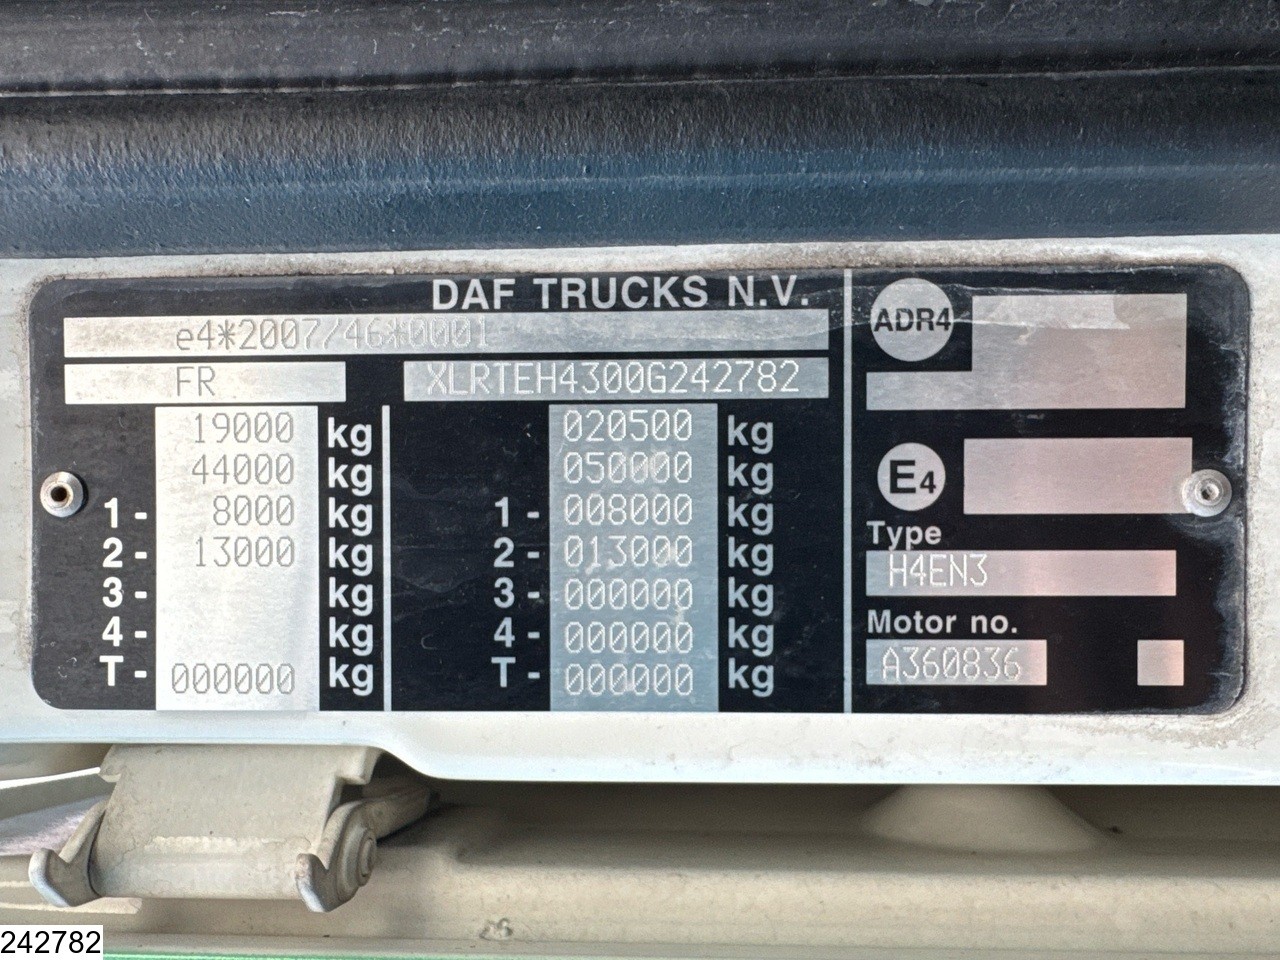 DAF TRUCKS N.V.
e4*2007/46*0001
FR XLRTEH4300G242782
19000 kg 020500 kg
44000 kg 050000 kg
1- 8000 kg 1- 008000 kg
2- 13000 kg 2- 013000 kg
3- kg 3- 000000 kg
4- kg 4- 000000 kg
T- 000000 kg T- 000000 kg
ADR4
E4
Type
H4EN3
Motor no.
A360836
DAF
242782